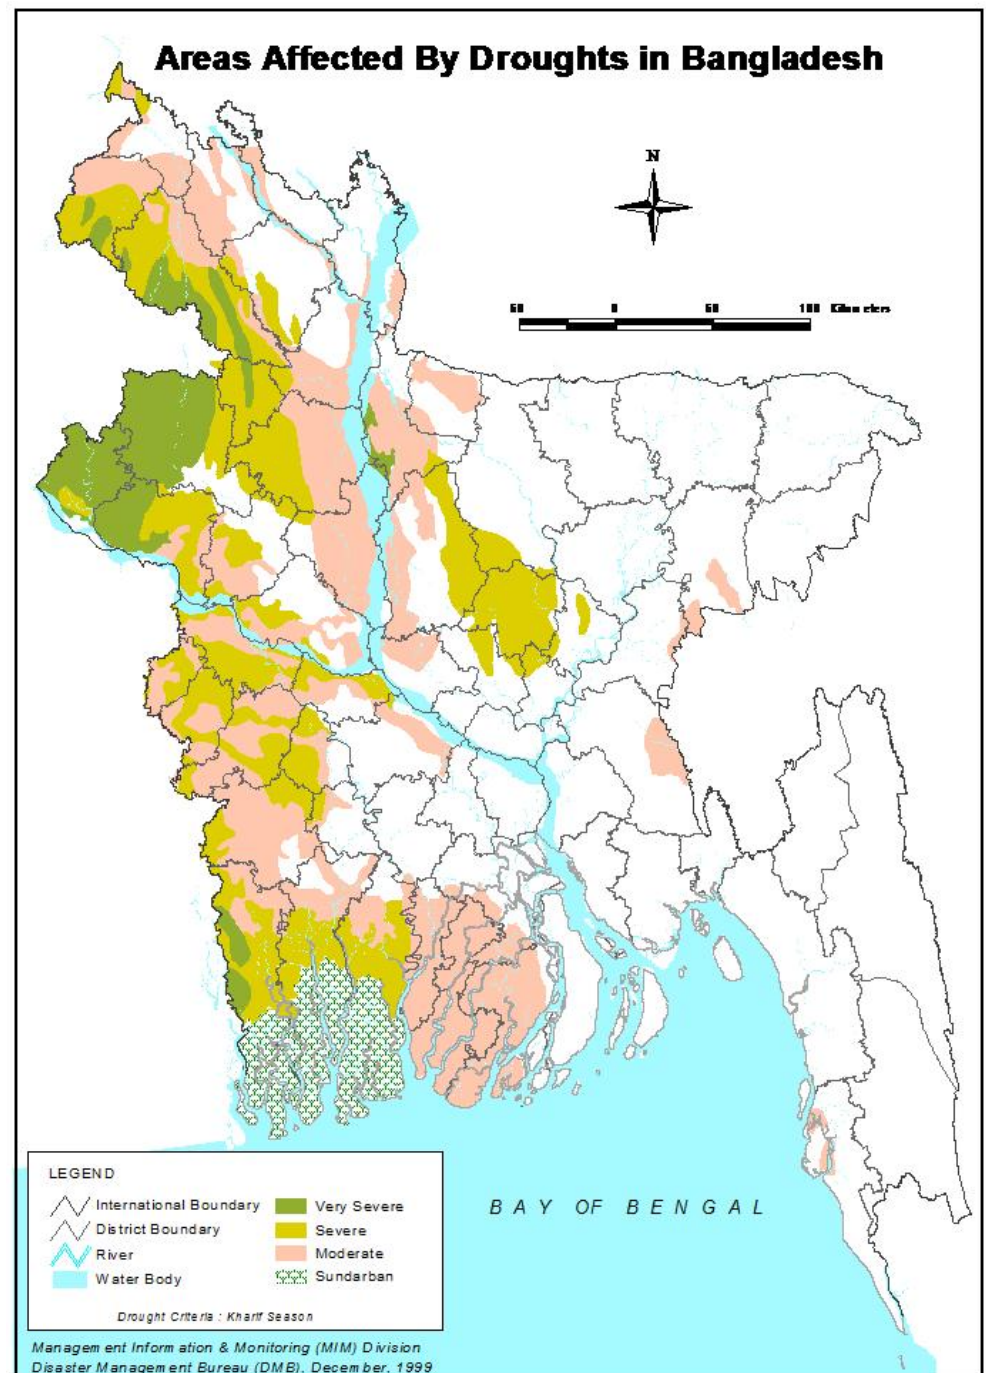 Areas Affected By Droughts in Bangladesh
N
50 0 50 100 Kilometers
BAY OF BENGAL
LEGEND
International Boundary
District Boundary
River
Water Body
Very Severe
Severe
Moderate
Sundarban
Drought Criteria : Kharif Season
Management Information & Monitoring (MIM) Division
Disaster Management Bureau (DMB), December, 1999